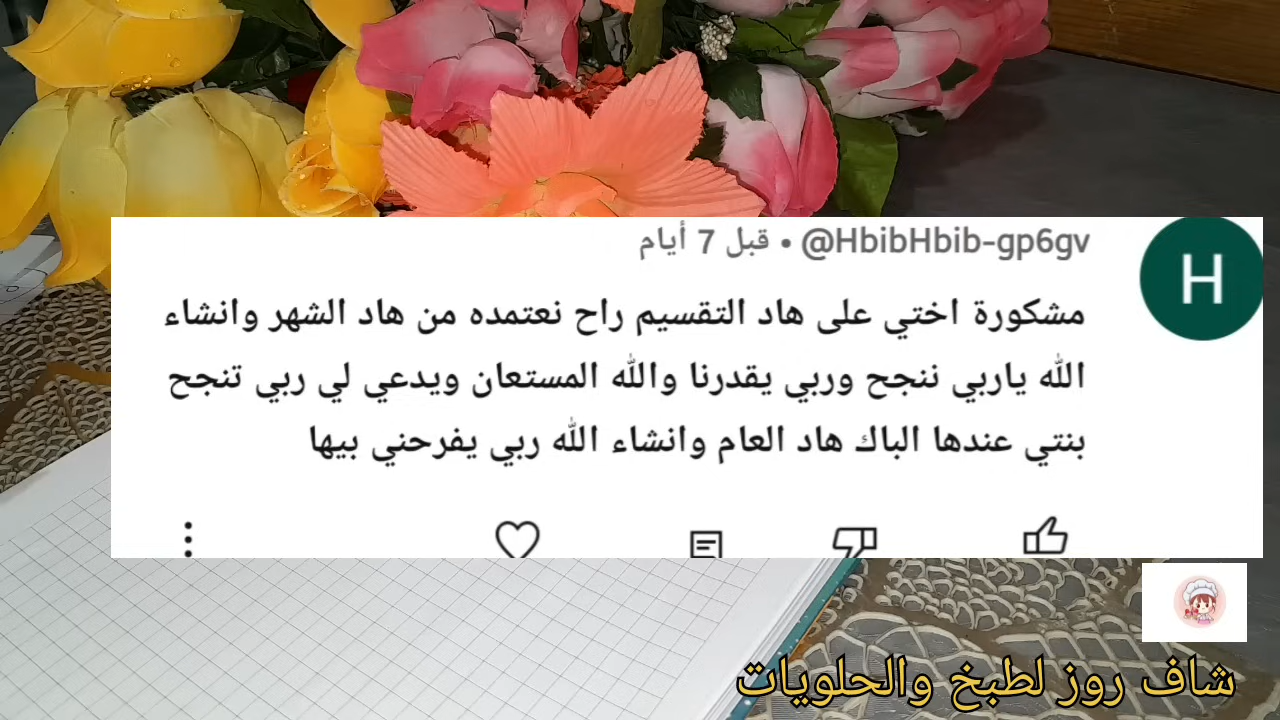 @HbibHbib-gp6gv • قبل 7 أيام
H
مشكورة اختي على هاد التقسيم راح نعتمده من هاد الشهر وانشاء
الله ياربي ننجح وربي يقدرنا والله المستعان ويدعي لي ربي تنجح
بنتي عندها الباك هاد العام وانشاء الله ربي يفرحني بيها
شاف روز لطبخ والحلويات